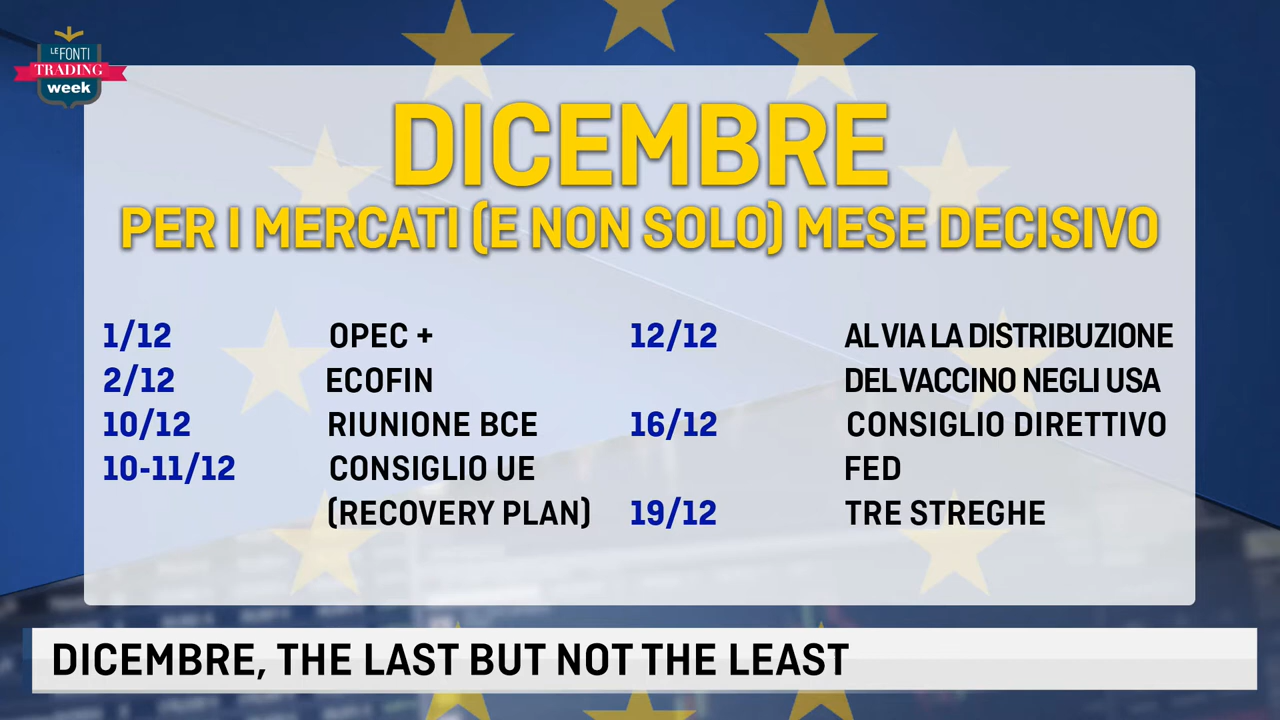 LE FONTI
TRADING
week
DICEMBRE
PER I MERCATI (E NON SOLO) MESE DECISIVO
1/12 OPEC +
2/12 ECOFIN
10/12 RIUNIONE BCE
10-11/12 CONSIGLIO UE
(RECOVERY PLAN)
12/12 AL VIA LA DISTRIBUZIONE
DEL VACCINO NEGLI USA
16/12 CONSIGLIO DIRETTIVO
FED
19/12 TRE STREGHE
DICEMBRE, THE LAST BUT NOT THE LEAST